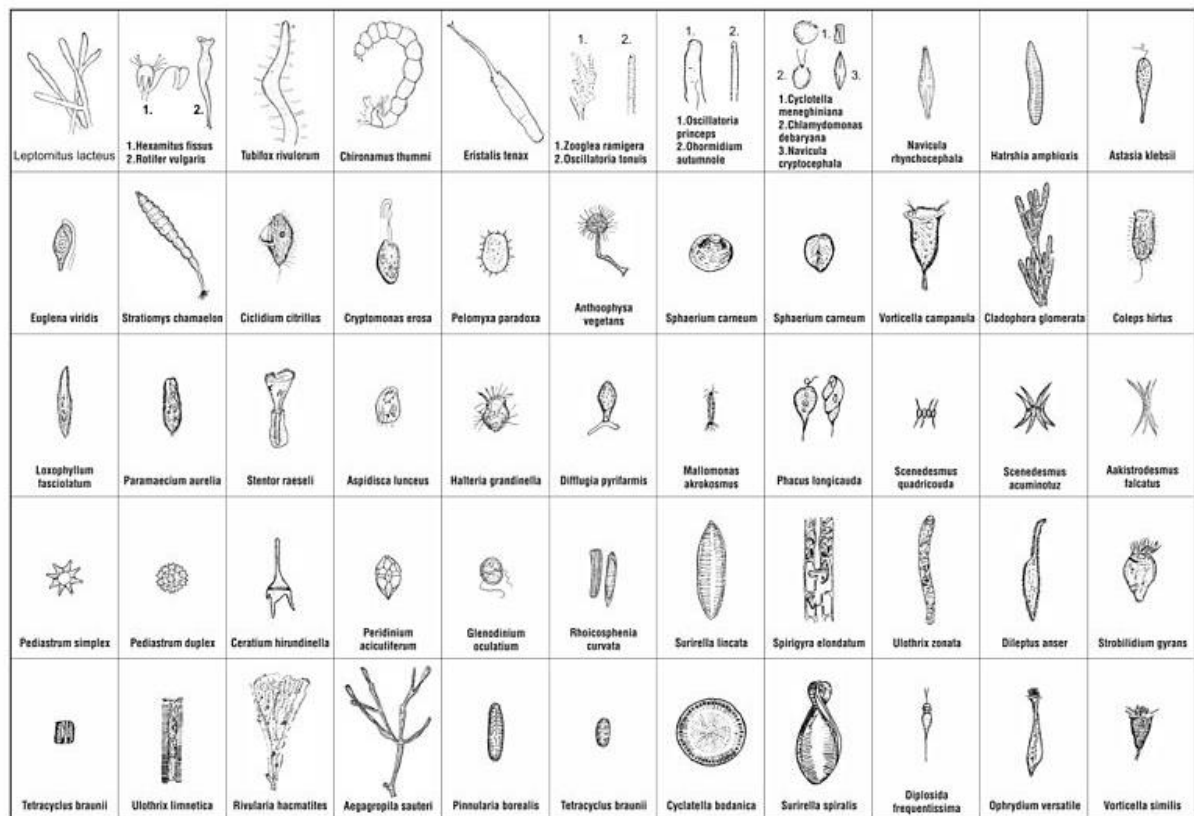 1.
2.
1.
2.
1.
2.
1.
2.
3.
Leptomitus lacteus
1.Hexamitus fissus
2.Rotifer vulgaris
Tubifox rivulorum
Chironamus thummi
Eristalis tenax
1.Zooglea ramigera
2.Oscillatoria tonuis
1.Oscillatoria
princeps
2.Ohormidium
autumnole
1.Cyclotella
meneghiniana
2.Chlamydomonas
debaryana
3.Navicula
cryptocephala
Navicula
rhynchocephala
Hatrshia amphioxis
Astasia klebsii
Euglena viridis
Stratiomys chamaelon
Ciclidium citrillus
Cryptomonas erosa
Pelomyxa paradoxa
Anthoophysa
vegetans
Sphaerium carneum
Sphaerium carneum
Vorticella campanula
Cladophora glomerata
Coleps hirtus
Loxophyllum
fasciolatum
Paramaecium aurelia
Stentor raeseli
Aspidisca lunceus
Halteria grandinella
Difflugia pyrifarmis
Mallomonas
akrokosmus
Phacus longicauda
Scenedesmus
quadricouda
Scenedesmus
acuminotuz
Aakistrodesmus
falcatus
Pediastrum simplex
Pediastrum duplex
Ceratium hirundinella
Peridinium
aciculiferum
Glenodinium
oculatium
Rhoicosphenia
curvata
Surirella lincata
Spirigyra elondatum
Ulothrix zonata
Dileptus anser
Strobilidium gyrans
Tetracyclus braunii
Ulothrix limnetica
Rivularia hacmatites
Aegagropila sauteri
Pinnularia borealis
Tetracyclus braunii
Cyclatella bodanica
Surirella spiralis
Diplosida
frequentissima
Ophrydium versatile
Vorticella similis